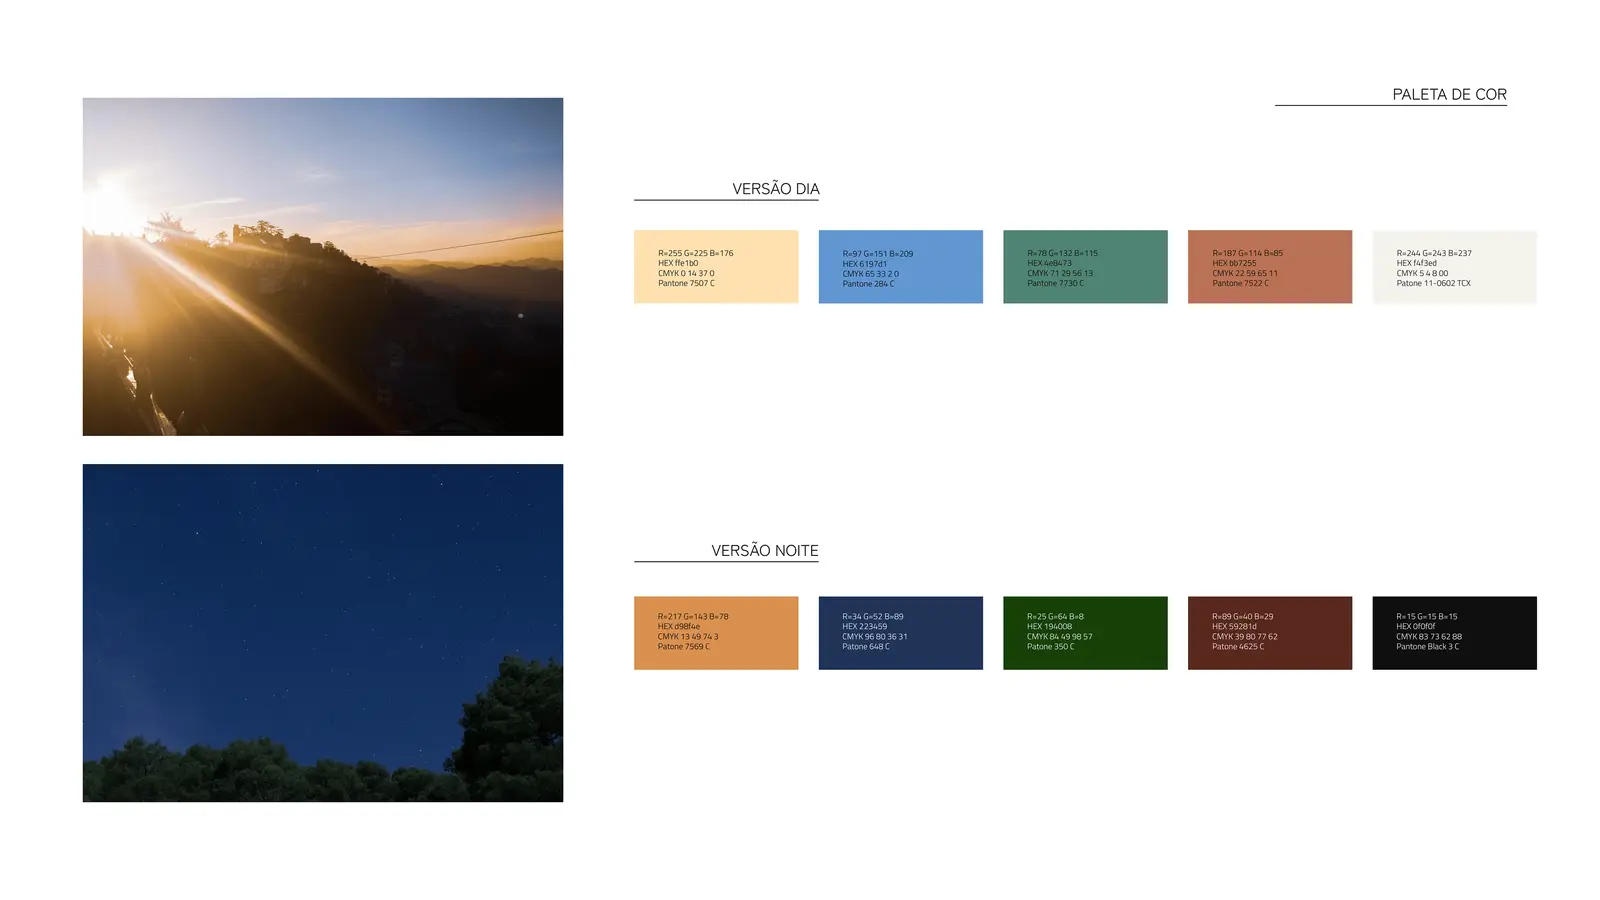 PALETA DE COR
VERSÃO DIA
R=255 G=225 B=176
HEX ffe1b0
CMYK 0 14 37 0
Pantone 7507 C
R=97 G=151 B=209
HEX 6197d1
CMYK 65 33 2 0
Pantone 284 C
R=78 G=132 B=115
HEX 4e8473
CMYK 71 29 56 13
Pantone 7730 C
R=187 G=114 B=85
HEX bb7255
CMYK 22 59 65 11
Pantone 7522 C
R=244 G=243 B=237
HEX f4f3ed
CMYK 5 4 8 00
Patone 11-0602 TCX
VERSÃO NOITE
R=217 G=143 B=78
HEX d98f4e
CMYK 13 49 74 3
Patone 7569 C
R=34 G=52 B=89
HEX 223459
CMYK 96 80 36 31
Patone 648 C
R=25 G=64 B=8
HEX 194008
CMYK 84 49 98 57
Patone 350 C
R=89 G=40 B=29
HEX 59281d
CMYK 39 80 77 62
Patone 4625 C
R=15 G=15 B=15
HEX 0f0f0f
CMYK 83 73 62 88
Pantone Black 3 C